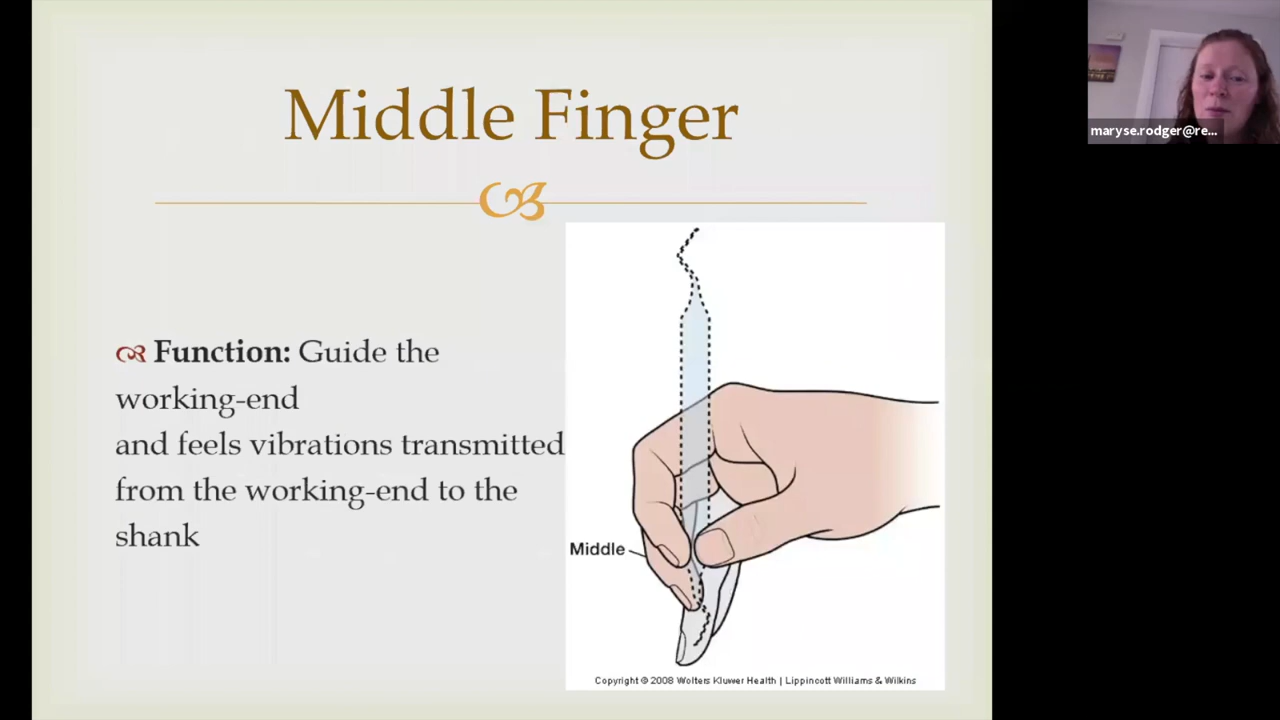 Middle Finger
Function: Guide the
working-end
and feels vibrations transmitted
from the working-end to the
shank
Middle
Copyright © 2008 Wolters Kluwer Health | Lippincott Williams & Wilkins
maryse.rodger@re...